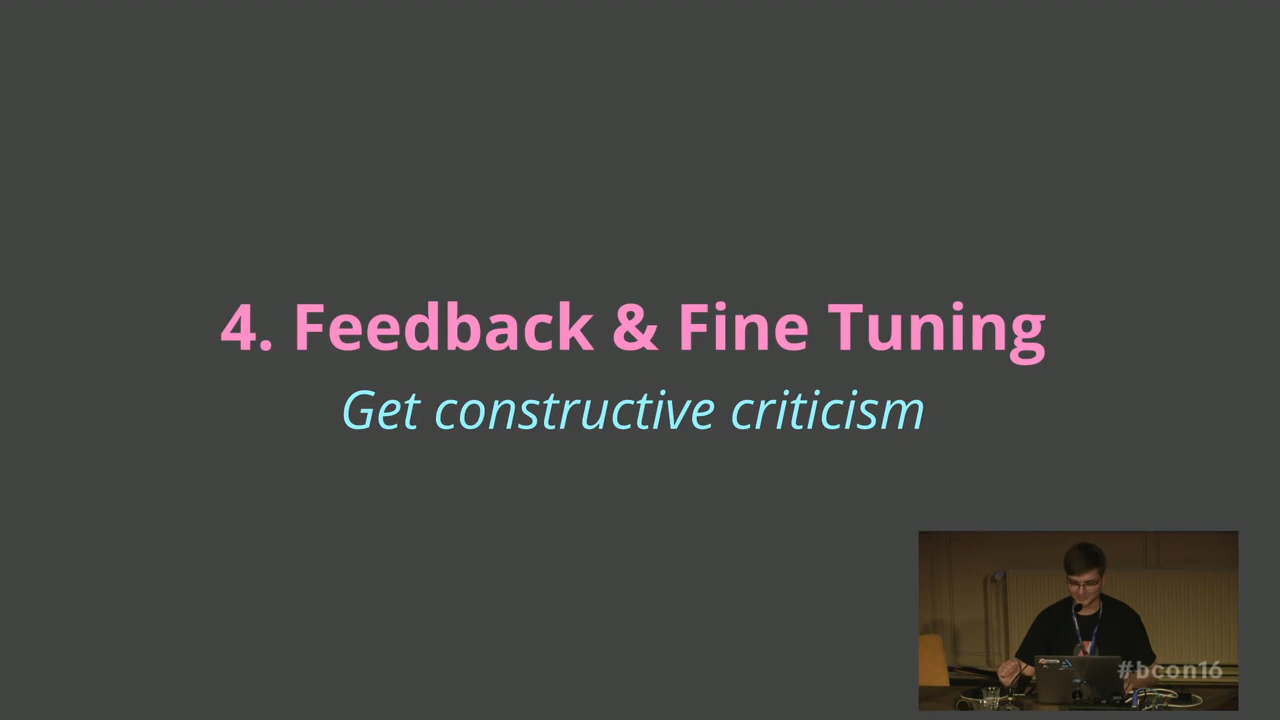 4. Feedback & Fine Tuning
Get constructive criticism
#bcon16